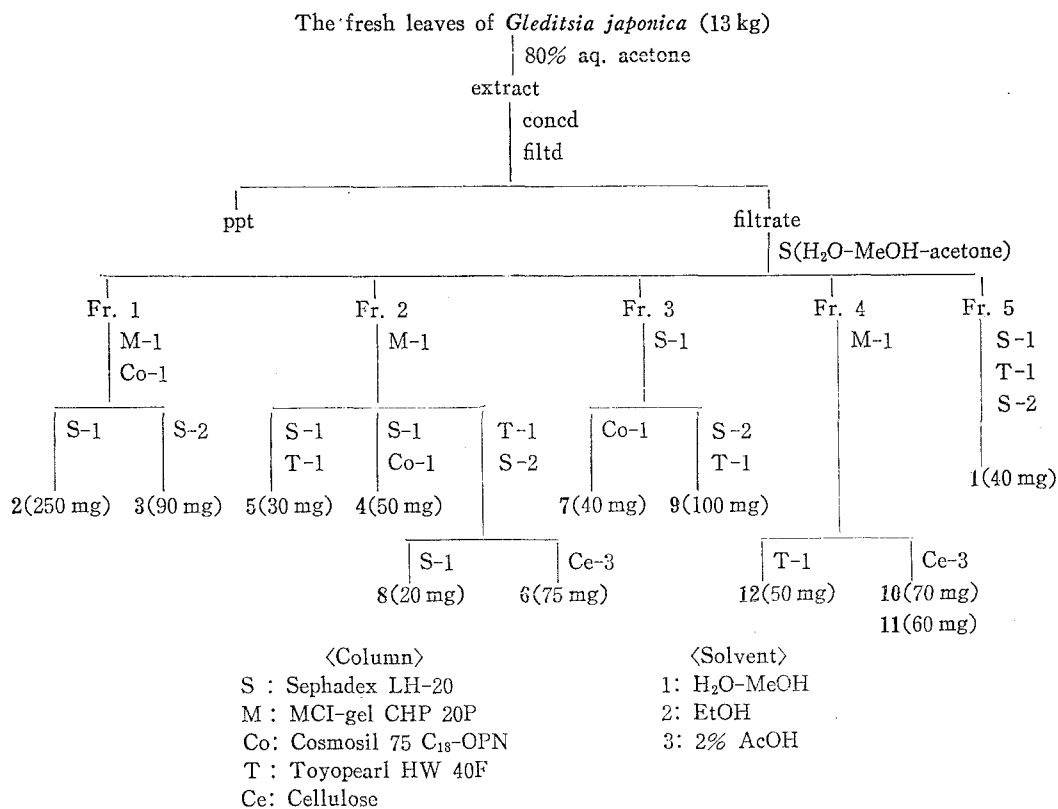 The fresh leaves of Gleditsia japonica (13 kg)
80% aq. acetone
extract
concd
filtd
ppt filtrate
S(H₂O-MeOH-acetone)
Fr. 1 Fr. 2 Fr. 3 Fr. 4 Fr. 5
M-1 M-1 S-1 M-1 S-1
Co-1 T-1
S-2
S-1 S-2 S-1 S-1 T-1 Co-1 S-2
T-1 Co-1 S-2 T-1
2(250 mg) 3(90 mg) 5(30 mg) 4(50 mg) 7(40 mg) 9(100 mg) 1(40 mg)
S-1 Ce-3 T-1 Ce-3
8(20 mg) 6(75 mg) 12(50 mg) 10(70 mg)
11(60 mg)
〈Column〉 〈Solvent〉
S : Sephadex LH-20 1: H₂O-MeOH
M : MCI-gel CHP 20P 2: EtOH
Co: Cosmosil 75 C₁₈-OPN 3: 2% AcOH
T : Toyopearl HW 40F
Ce: Cellulose